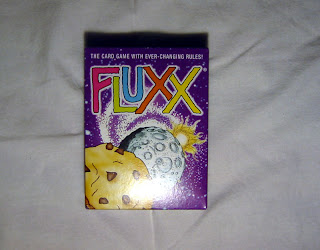 THE CARD GAME WITH EVER-CHANGING RULES!
FLUXX